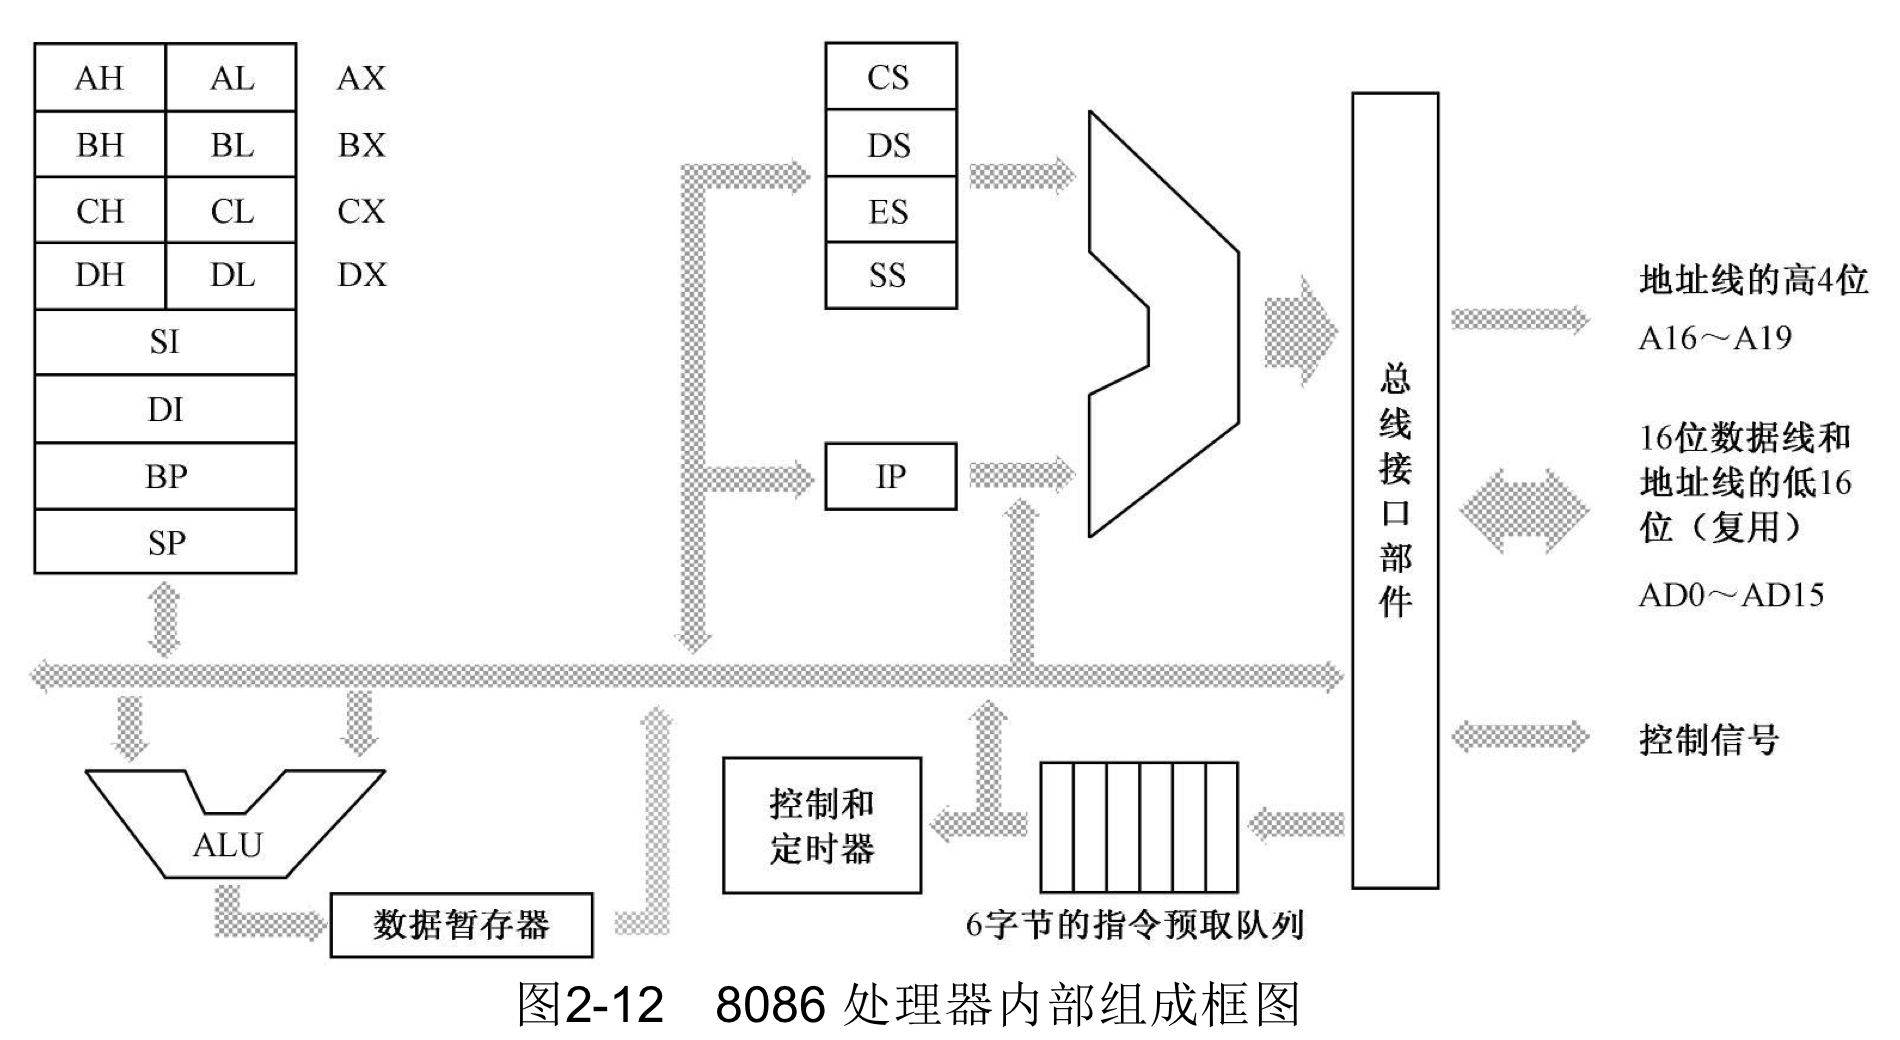 AH AL AX
BH BL BX
CH CL CX
DH DL DX
SI
DI
BP
SP
ALU
数据暂存器
CS
DS
ES
SS
IP
控制和
定时器
6字节的指令预取队列
总线接口部件
地址线的高4位
A16～A19
16位数据线和
地址线的低16
位（复用）
AD0～AD15
控制信号
图2-12 8086 处理器内部组成框图